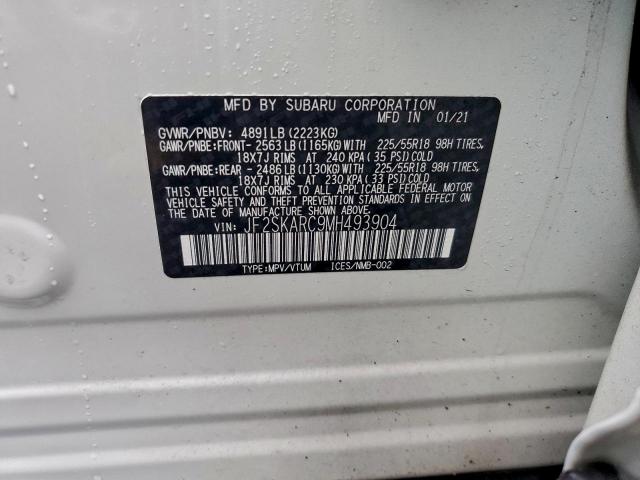 MFD BY SUBARU CORPORATION
MFD IN 01/21
GVWR/PNBV: 4891LB(2223KG)
GAWR/PNBE:FRONT- 2563LB(1165KG)WITH 225/55R18 98H TIRES,
18X7J RIMS AT 240 KPA(35 PSI)COLD
GAWR/PNBE:REAR - 2486LB(1130KG)WITH 225/55R18 98H TIRES,
18X7J RIMS AT 230 KPA(33 PSI)COLD
THIS VEHICLE CONFORMS TO ALL APPLICABLE FEDERAL MOTOR
VEHICLE SAFETY AND THEFT PREVENTION STANDARDS IN EFFECT ON
THE DATE OF MANUFACTURE SHOWN ABOVE.
VIN: JF2SKARC9MH493904
TYPE:MPV/VTUM ICES/NMB-002